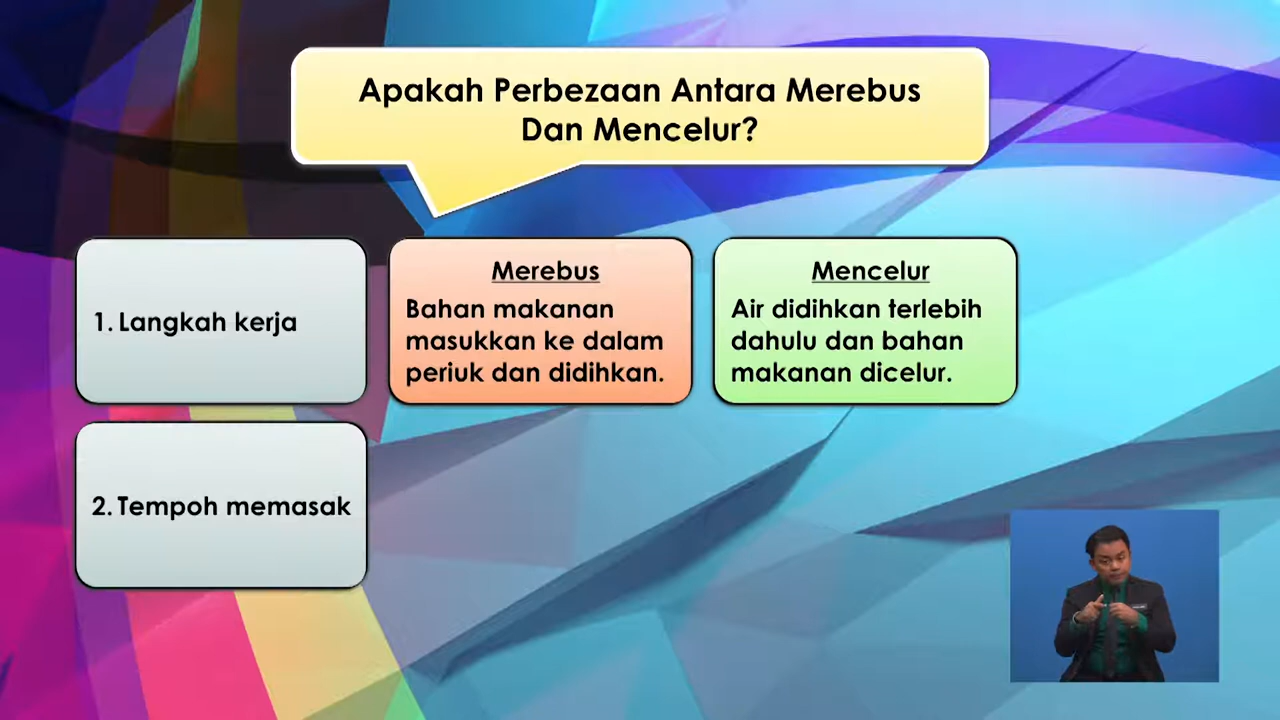 Apakah Perbezaan Antara Merebus
Dan Mencelur?
1. Langkah kerja
Merebus
Bahan makanan
masukkan ke dalam
periuk dan didihkan.
Mencelur
Air didihkan terlebih
dahulu dan bahan
makanan dicelur.
2. Tempoh memasak